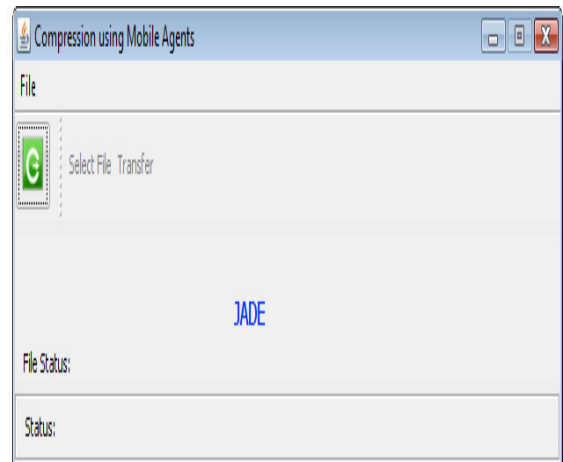 Compression using Mobile Agents
File
Select File Transfer
JADE
File Status:
Status: